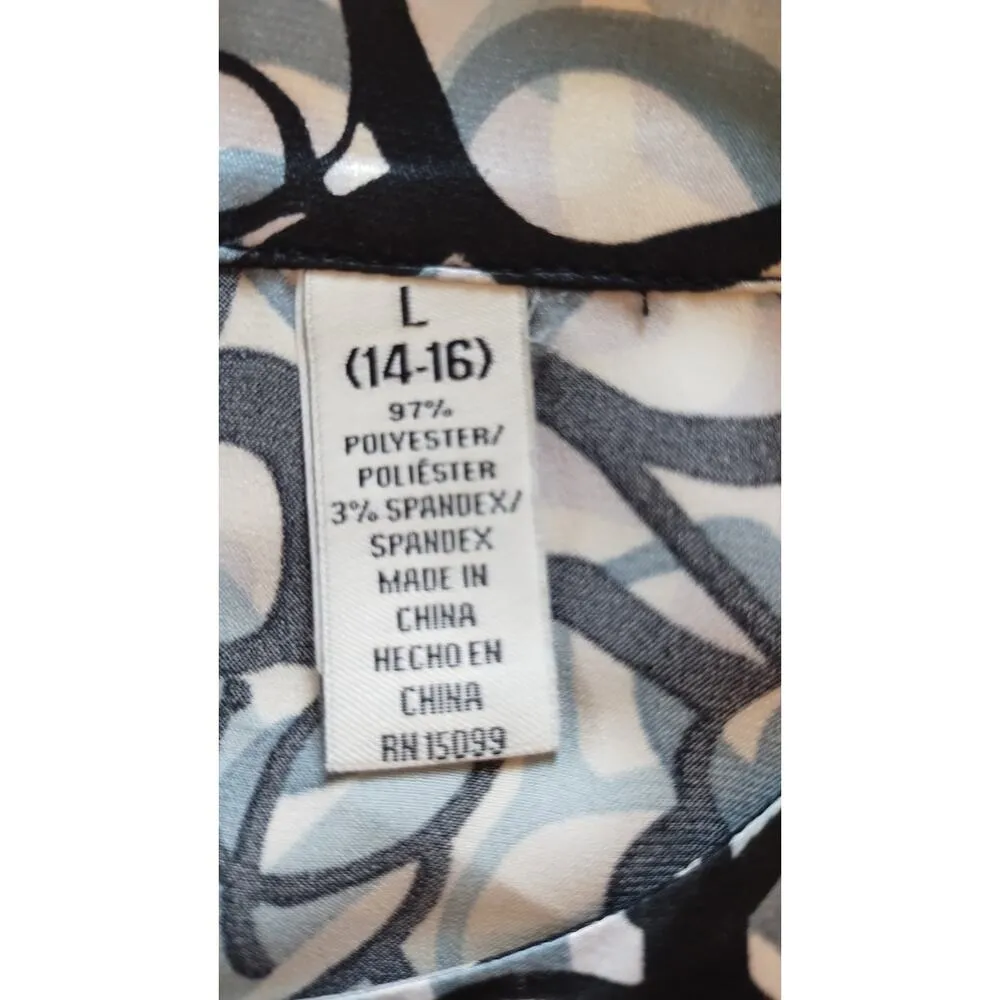 L
(14-16)
97%
POLYESTER/
POLIÉSTER
3% SPANDEX/
SPANDEX
MADE IN
CHINA
HECHO EN
CHINA
RN 15099